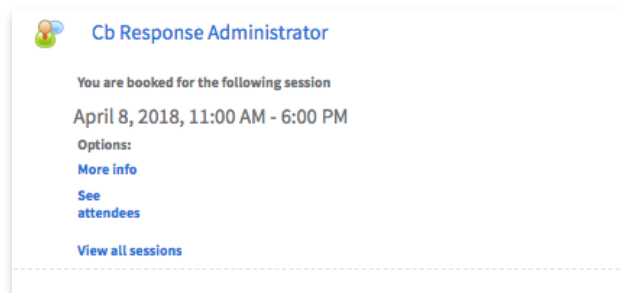 Cb Response Administrator
You are booked for the following session
April 8, 2018, 11:00 AM - 6:00 PM
Options:
More info
See
attendees
View all sessions